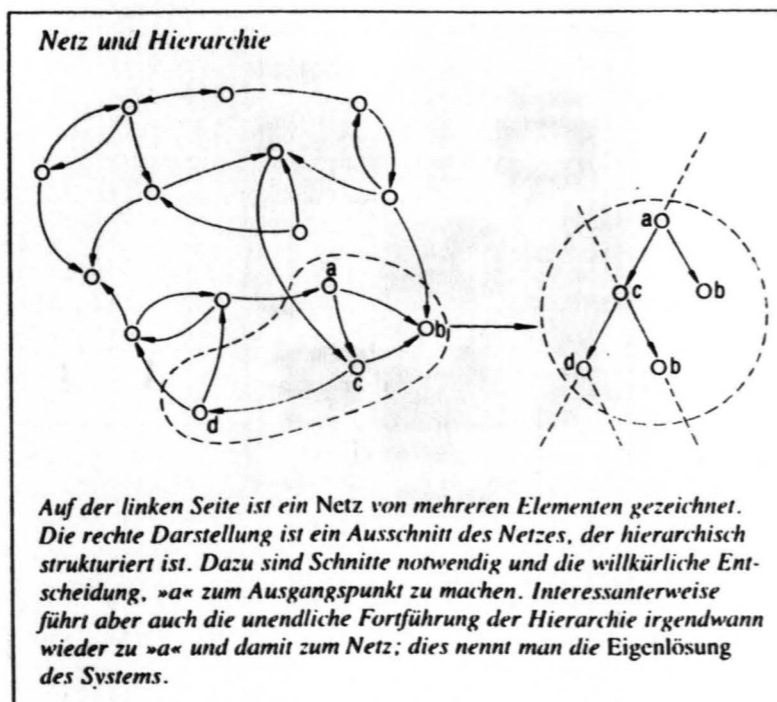 Netz und Hierarchie
a
b
c
d
a
c
b
d
b
Auf der linken Seite ist ein Netz von mehreren Elementen gezeichnet.
Die rechte Darstellung ist ein Ausschnitt des Netzes, der hierarchisch
strukturiert ist. Dazu sind Schnitte notwendig und die willkürliche Ent-
scheidung, »a« zum Ausgangspunkt zu machen. Interessanterweise
führt aber auch die unendliche Fortführung der Hierarchie irgendwann
wieder zu »a« und damit zum Netz; dies nennt man die Eigenlösung
des Systems.